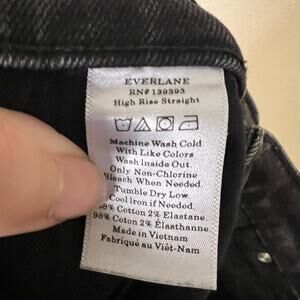 EVERLANE
RN# 139393
High Rise Straight
Machine Wash Cold
With Like Colors
Wash Inside Out.
Only Non-Chlorine
Bleach When Needed.
Tumble Dry Low.
Cool Iron if Needed.
98% Cotton 2% Elastane.
98% Cotton 2% Élasthanne
Made in Vietnam
Fabriqué au Viêt-Nam